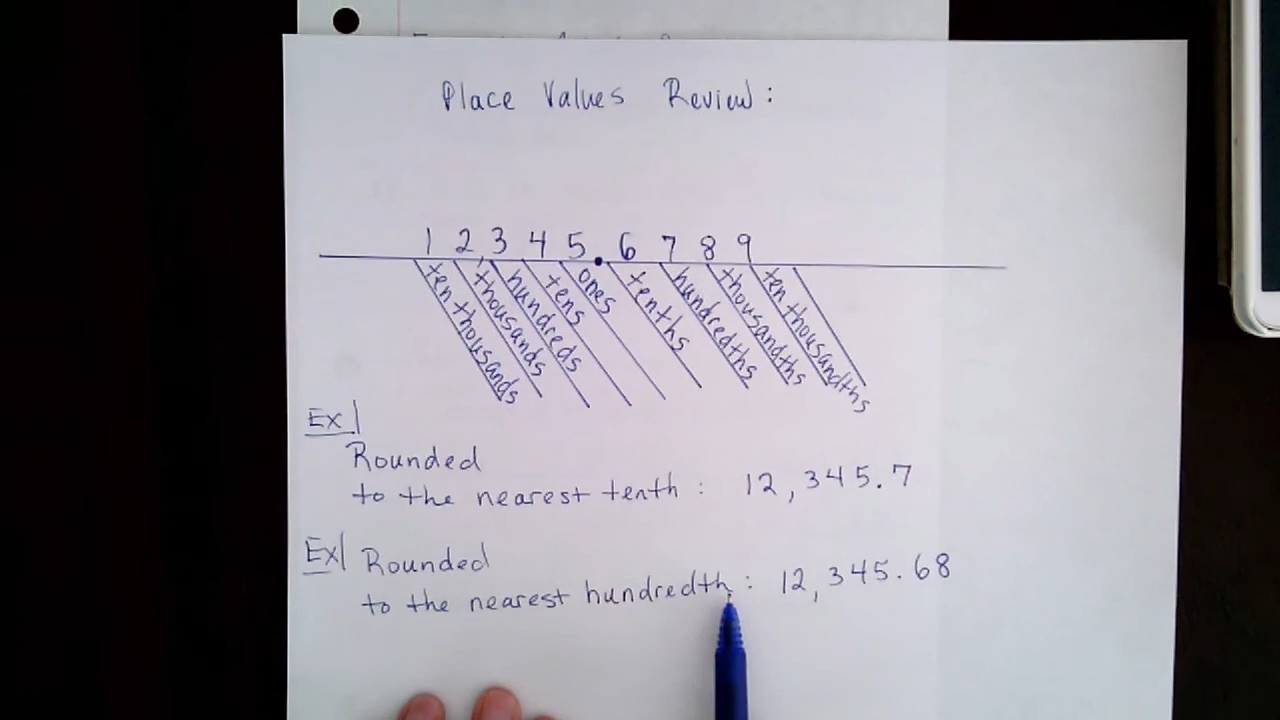 Place Values Review:
1 2,3 4 5.6 7 8 9
ten thousands
thousands
hundreds
tens
ones
tenths
hundredths
thousandths
ten thousandths
Ex
Rounded
to the nearest tenth : 12,345.7
Ex Rounded
to the nearest hundredth : 12,345.68